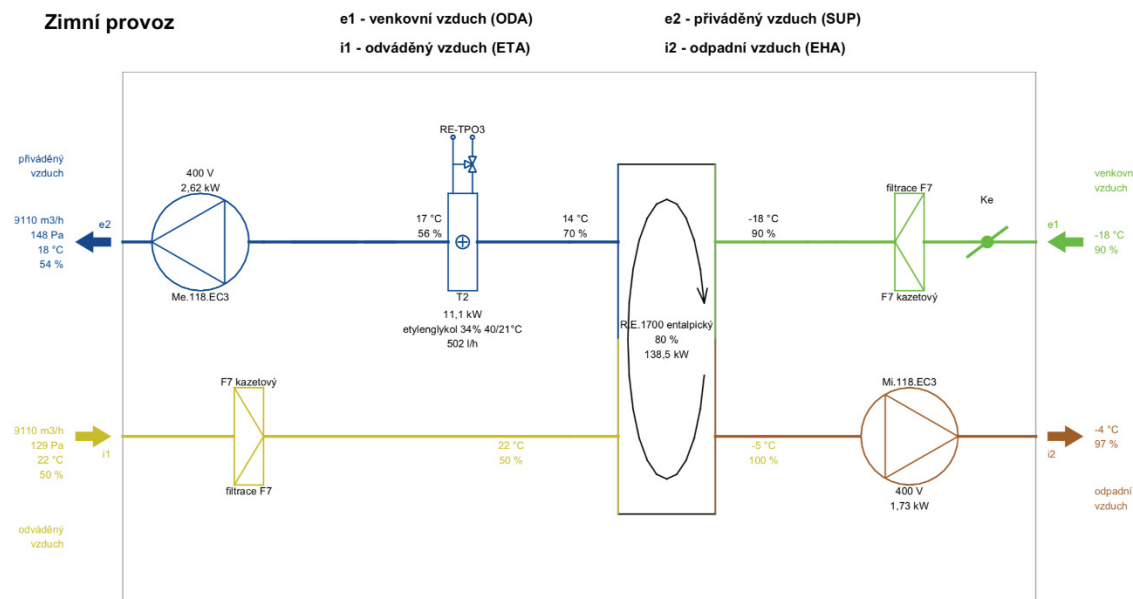 Zimní provoz
e1 - venkovní vzduch (ODA)
e2 - přiváděný vzduch (SUP)
i1 - odváděný vzduch (ETA)
i2 - odpadní vzduch (EHA)
RE-TPO3
přiváděný
vzduch
400 V
2,62 kW
filtrace F7
Ke
venkovn
vzduch
9110 m3/h
148 Pa
18 °C
54 %
e2
17 °C
56 %
14 °C
70 %
-18 °C
90 %
e1
-18 °C
90 %
Me.118.EC3
T2
11,1 kW
etylenglykol 34% 40/21°C
502 l/h
F7 kazetový
R.E.1700 entalpický
80 %
138,5 kW
F7 kazetový
Mi.118.EC3
9110 m3/h
129 Pa
22 °C
50 %
i1
22 °C
50 %
-5 °C
100 %
-4 °C
97 %
i2
filtrace F7
400 V
1,73 kW
odváděný
vzduch
odpadní
vzduch